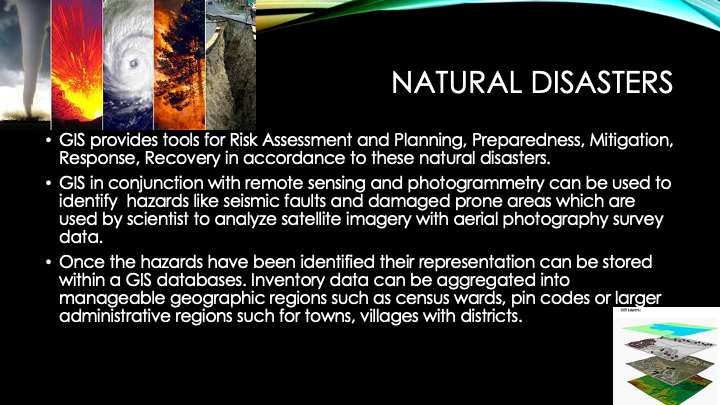 NATURAL DISASTERS
• GIS provides tools for Risk Assessment and Planning, Preparedness, Mitigation,
Response, Recovery in accordance to these natural disasters.
• GIS in conjunction with remote sensing and photogrammetry can be used to
identify  hazards like seismic faults and damaged prone areas which are
used by scientist to analyze satellite imagery with aerial photography survey
data.
• Once the hazards have been identified their representation can be stored
within a GIS databases. Inventory data can be aggregated into
manageable geographic regions such as census wards, pin codes or larger
administrative regions such for towns, villages with districts.
GIS Layers: